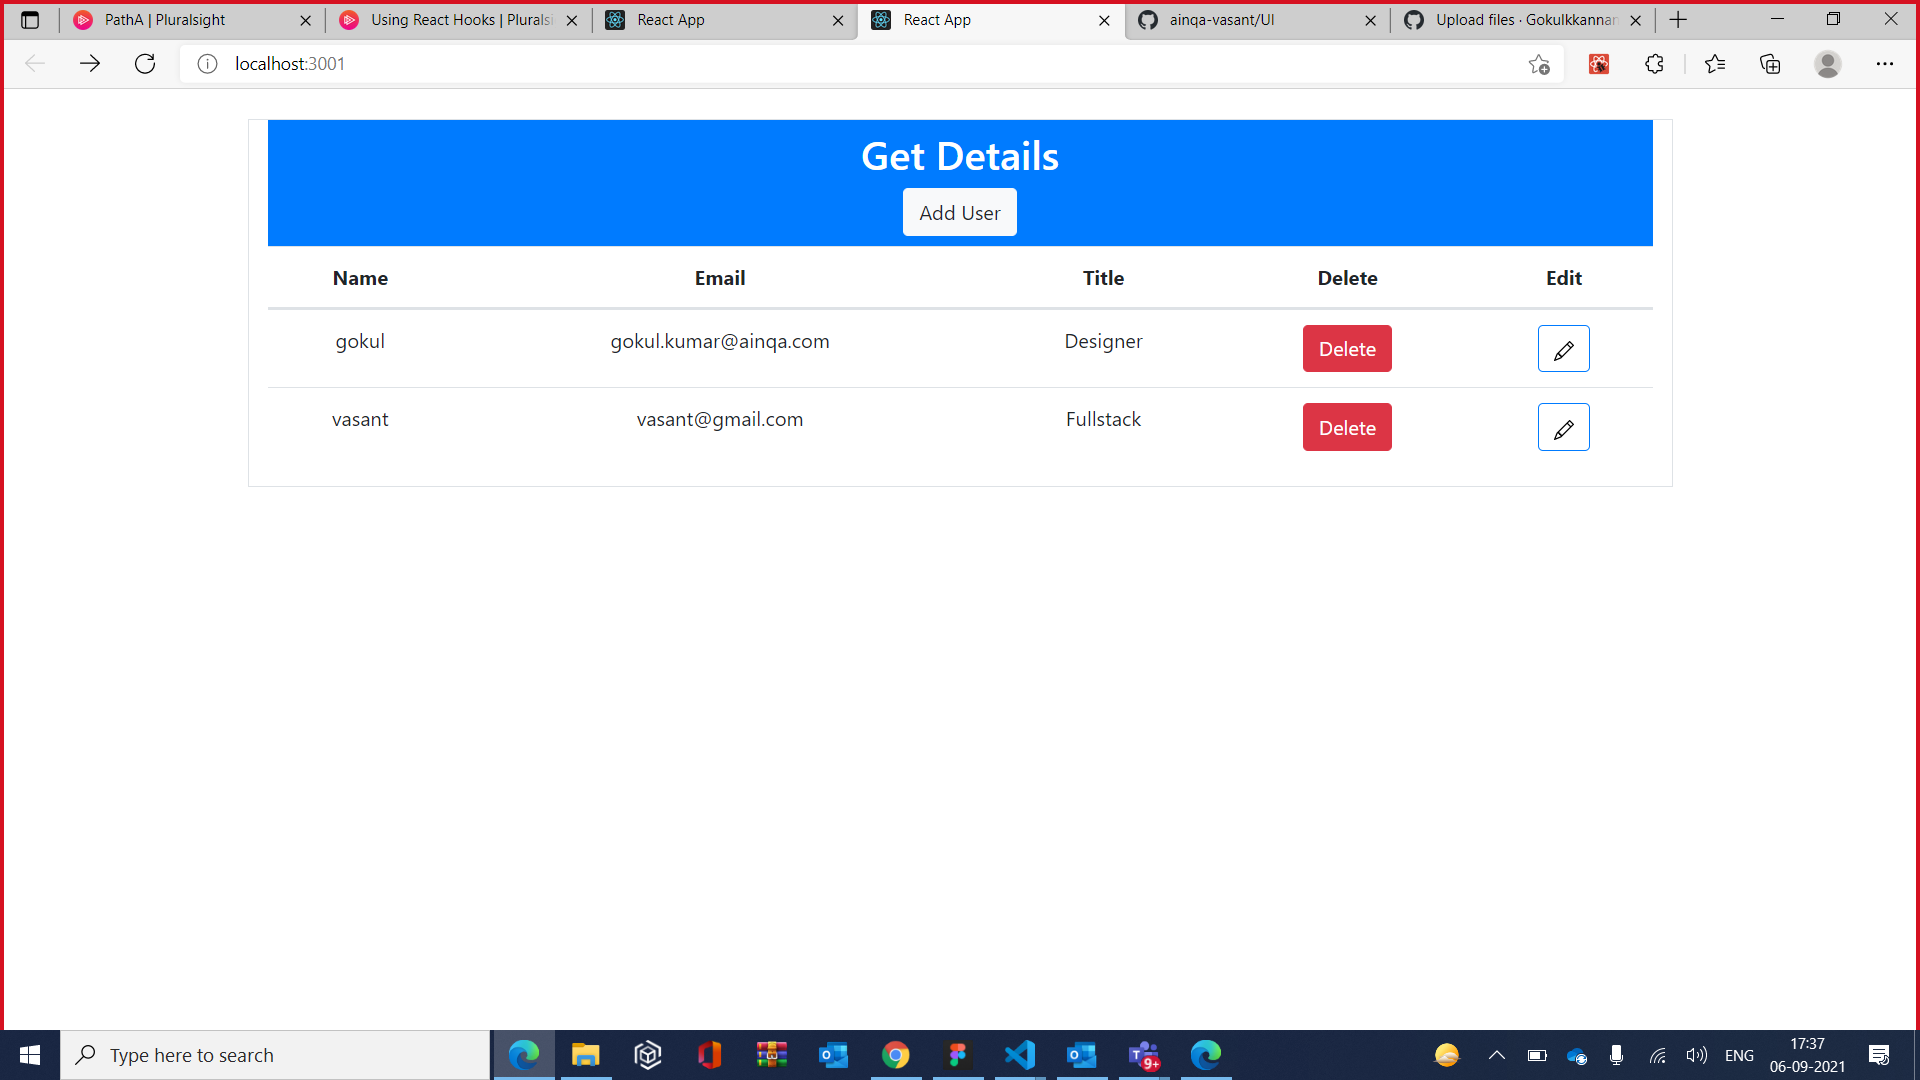 PathA | Pluralsight
Using React Hooks | Pluralsi
React App
React App
ainqa-vasant/UI
Upload files · Gokulkkannan
localhost:3001
Get Details
Add User
Name Email Title Delete Edit
gokul gokul.kumar@ainqa.com Designer Delete
vasant vasant@gmail.com Fullstack Delete
Type here to search
9+
ENG
17:37
06-09-2021